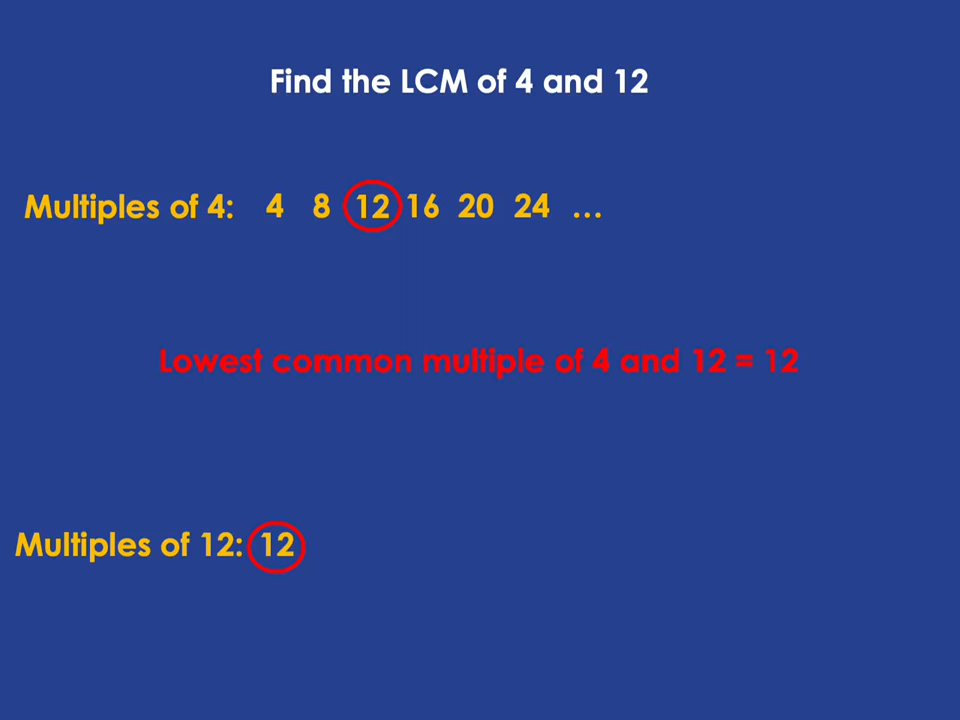 Find the LCM of 4 and 12
Multiples of 4: 4 8 12 16 20 24 ...
Lowest common multiple of 4 and 12 = 12
Multiples of 12: 12